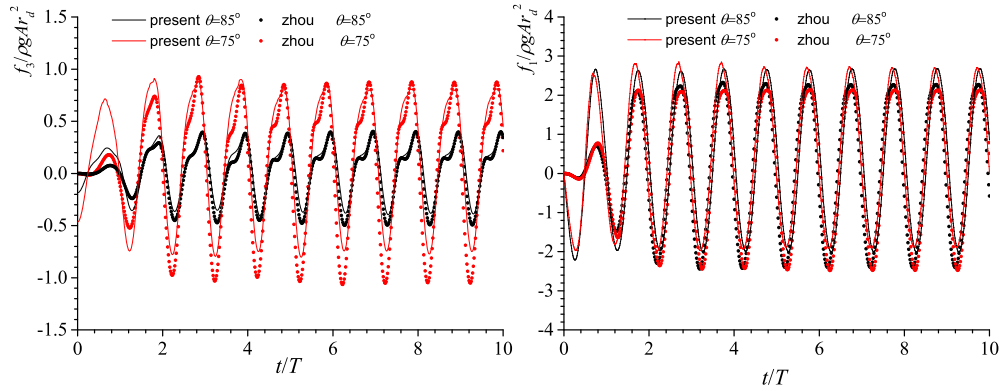 present θ=85° zhou θ=85°
present θ=75° zhou θ=75°
f₃/ρgAr_d²
1.5
1.0
0.5
0.0
-0.5
-1.0
-1.5
0 2 4 6 8 10
t/T
present θ=85° zhou θ=85°
present θ=75° zhou θ=75°
f₁/ρgAr_d²
4
3
2
1
0
-1
-2
-3
-4
0 2 4 6 8 10
t/T